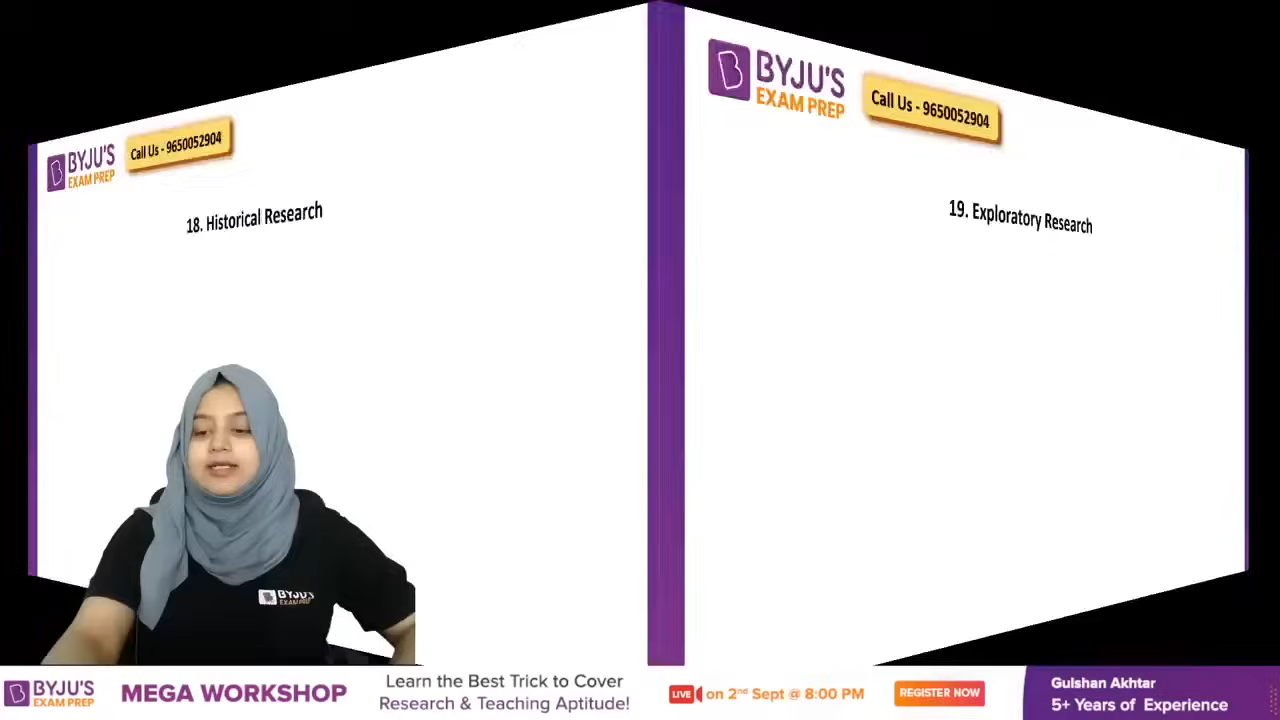 BYJU'S
EXAM PREP
Call Us - 9650052904
18. Historical Research
BYJU'S
EXAM PREP
Call Us - 9650052904
19. Exploratory Research
BYJU'S
EXAM PREP
BYJU'S
EXAM PREP
MEGA WORKSHOP
Learn the Best Trick to Cover
Research & Teaching Aptitude!
LIVE on 2nd Sept @ 8:00 PM
REGISTER NOW
Gulshan Akhtar
5+ Years of Experience